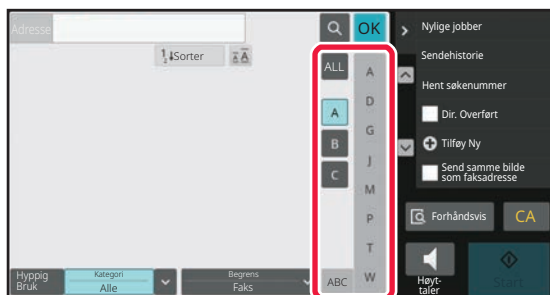 Adresse
OK
Sorter
ALL
A
B
C
ABC
A
D
G
J
M
P
T
W
Hyppig
Bruk
Kategori
Alle
Begrens
Faks
Nylige jobber
Sendehistorie
Hent søkenummer
Dir. Overført
Tilføy Ny
Send samme bilde
som faksadresse
Forhåndsvis
CA
Høyt-
taler
Start